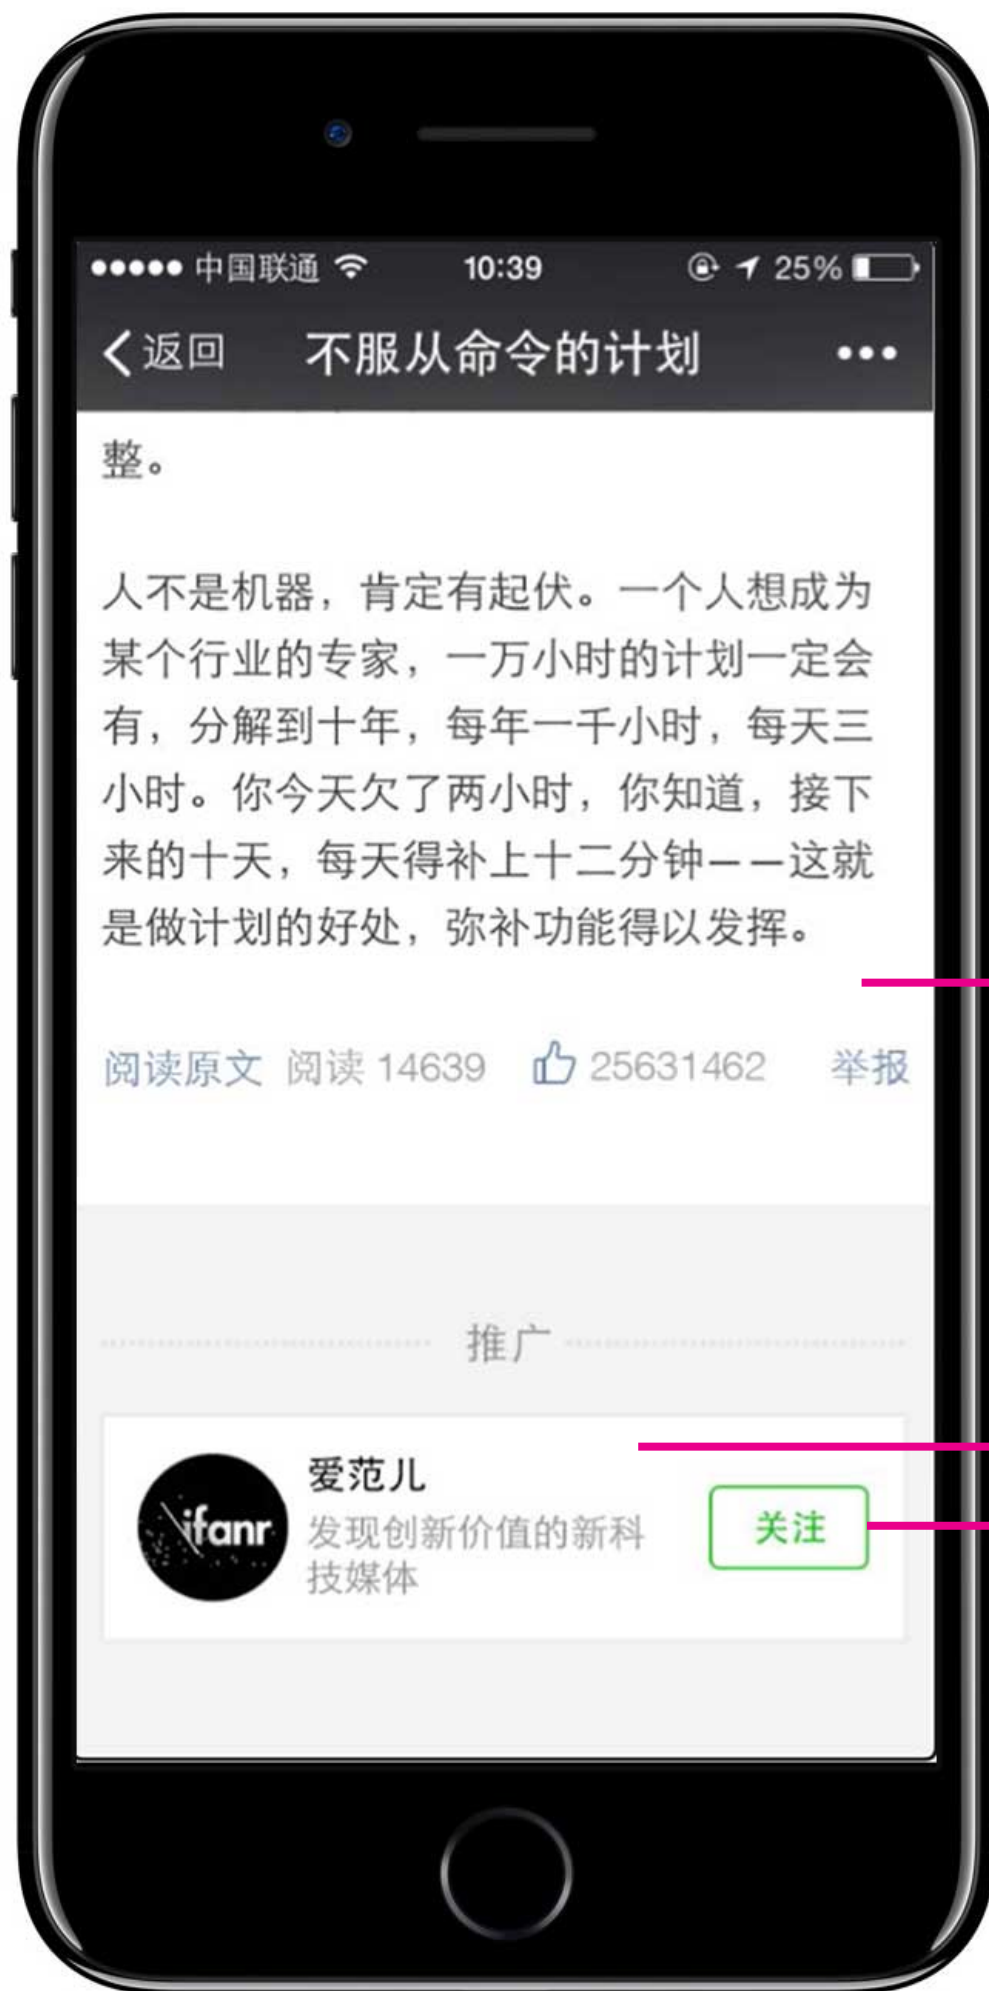 中国联通 10:39 25%
返回 不服从命令的计划
整。
人不是机器，肯定有起伏。一个人想成为
某个行业的专家，一万小时的计划一定会
有，分解到十年，每年一千小时，每天三
小时。你今天欠了两小时，你知道，接下
来的十天，每天得补上十二分钟——这就
是做计划的好处，弥补功能得以发挥。
阅读原文 阅读 14639 25631462 举报
推广
爱范儿
ifanr
发现创新价值的新科
技媒体
关注